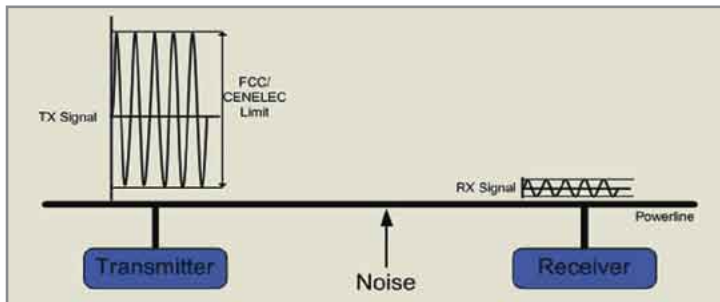 FCC/
CENELEC
Limit
TX Signal
RX Signal
Powerline
Transmitter
Noise
Receiver